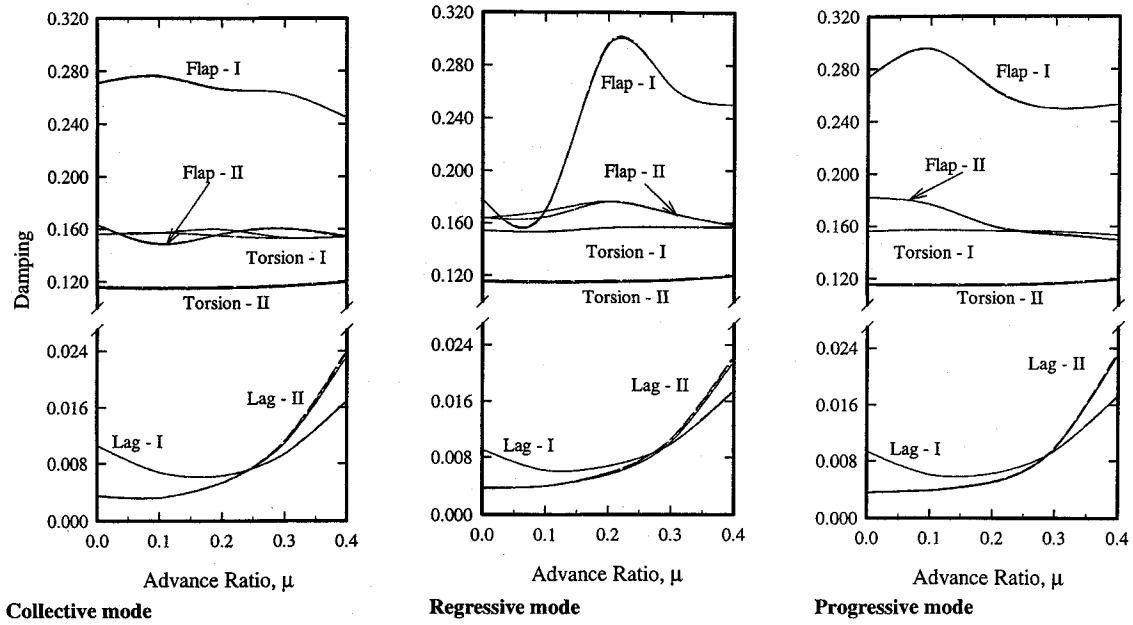 0.320
0.280
0.240
0.200
0.160
0.120
0.024
0.016
0.008
0.000
Damping
Flap - I
Flap - II
Torsion - I
Torsion - II
Lag - II
Lag - I
0.0 0.1 0.2 0.3 0.4
Advance Ratio, μ
Collective mode
0.320
0.280
0.240
0.200
0.160
0.120
0.024
0.016
0.008
0.000
Flap - I
Flap - II
Torsion - I
Torsion - II
Lag - II
Lag - I
0.0 0.1 0.2 0.3 0.4
Advance Ratio, μ
Regressive mode
0.320
0.280
0.240
0.200
0.160
0.120
0.024
0.016
0.008
0.000
Flap - I
Flap - II
Torsion - I
Torsion - II
Lag - II
Lag - I
0.0 0.1 0.2 0.3 0.4
Advance Ratio, μ
Progressive mode